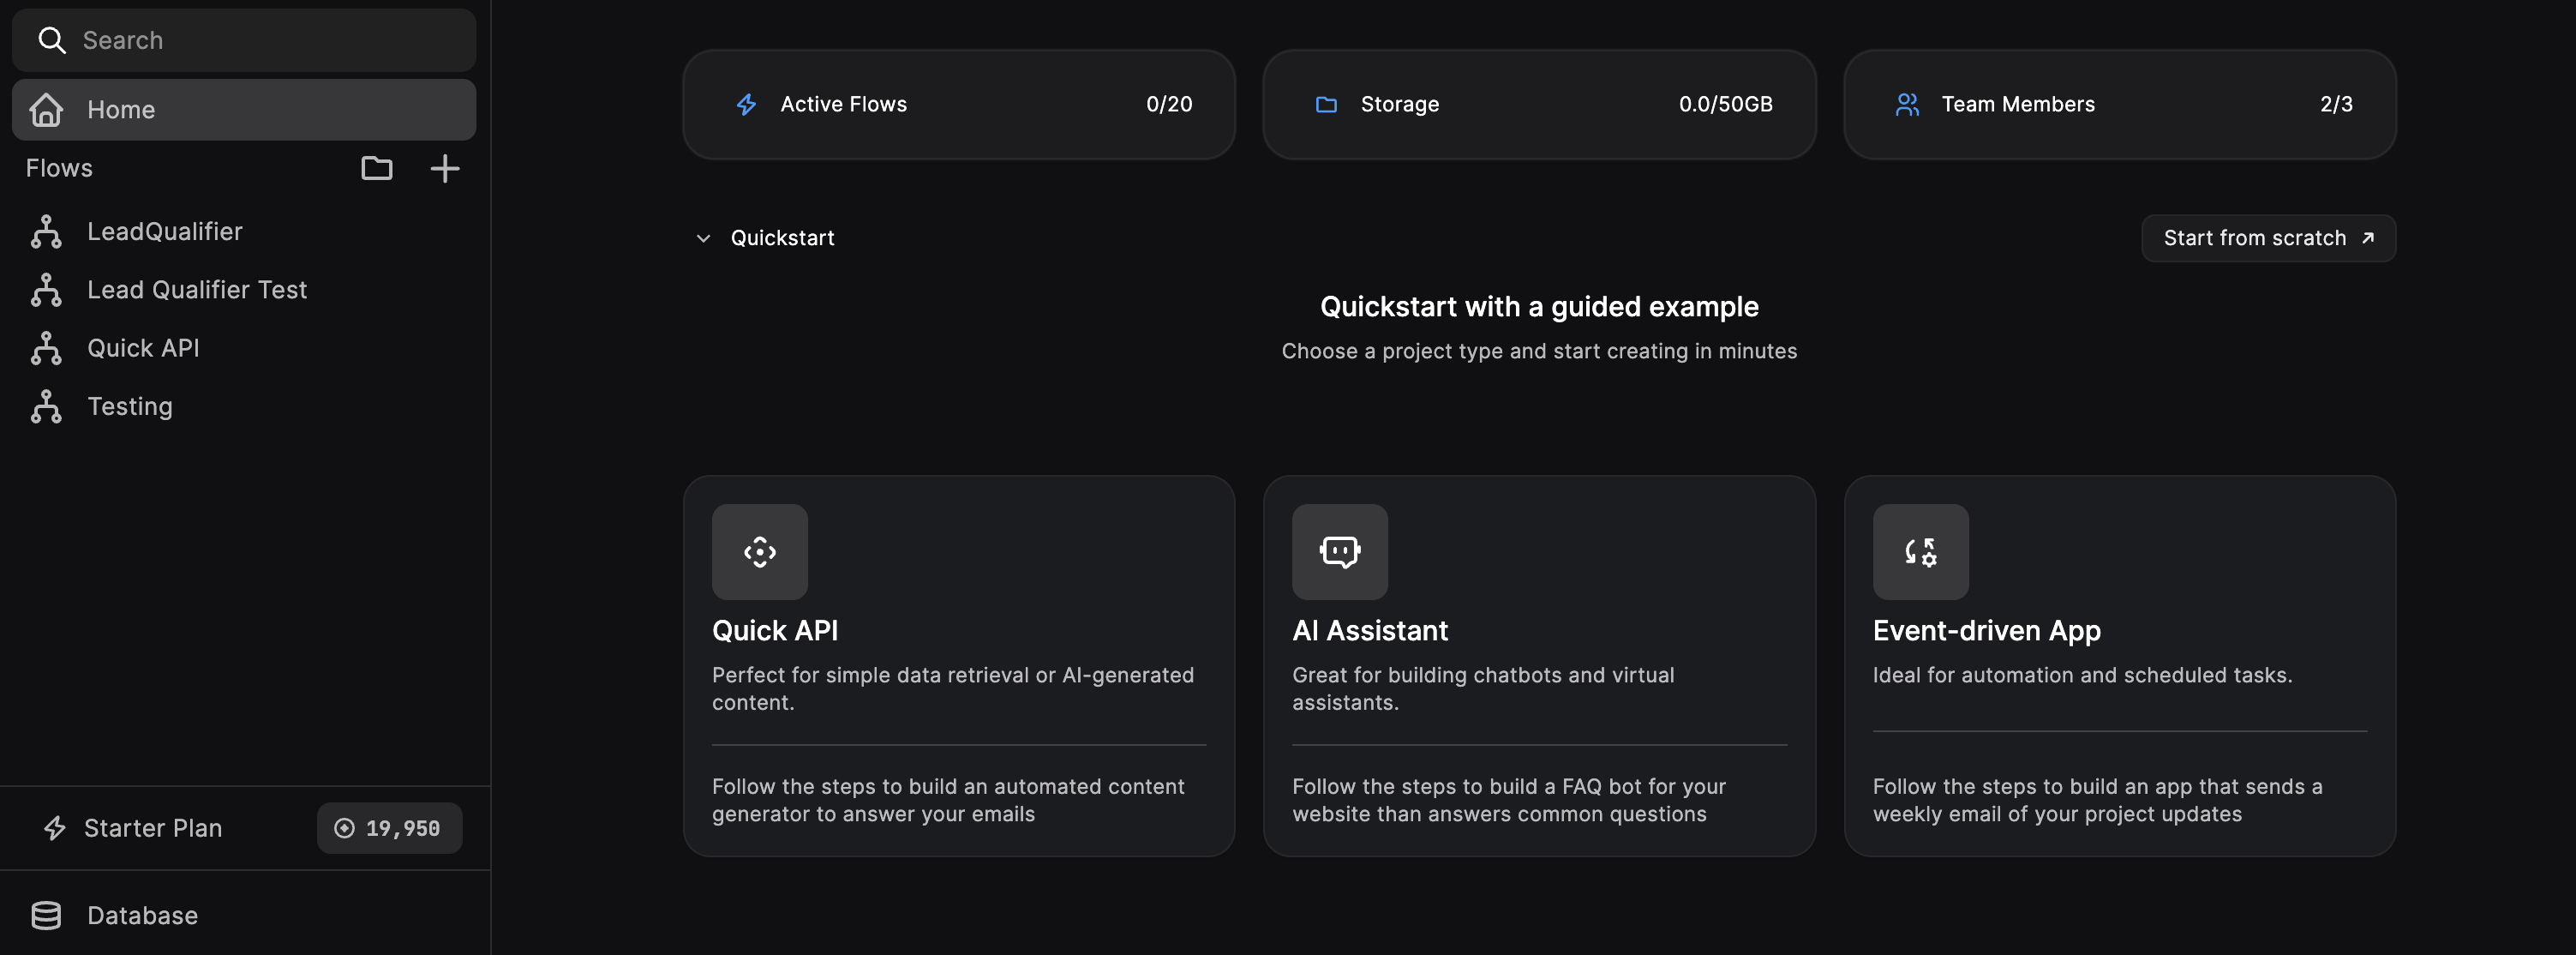 Search
Home
Flows
LeadQualifier
Lead Qualifier Test
Quick API
Testing
Starter Plan
19,950
Database
Active Flows
0/20
Storage
0.0/50GB
Team Members
2/3
Quickstart
Start from scratch
Quickstart with a guided example
Choose a project type and start creating in minutes
Quick API
Perfect for simple data retrieval or AI-generated
content.
Follow the steps to build an automated content
generator to answer your emails
AI Assistant
Great for building chatbots and virtual
assistants.
Follow the steps to build a FAQ bot for your
website than answers common questions
Event-driven App
Ideal for automation and scheduled tasks.
Follow the steps to build an app that sends a
weekly email of your project updates